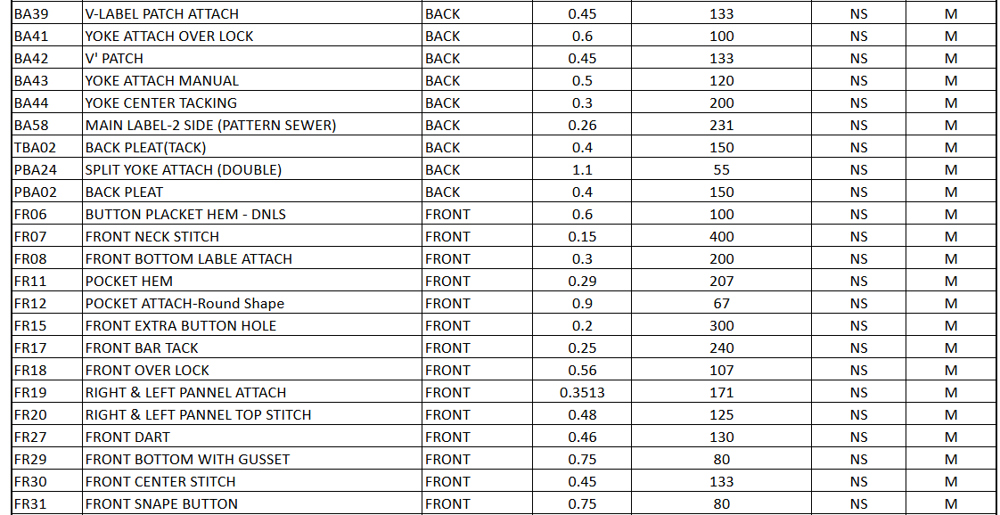 BA39 V-LABEL PATCH ATTACH BACK 0.45 133 NS M
BA41 YOKE ATTACH OVER LOCK BACK 0.6 100 NS M
BA42 V' PATCH BACK 0.45 133 NS M
BA43 YOKE ATTACH MANUAL BACK 0.5 120 NS M
BA44 YOKE CENTER TACKING BACK 0.3 200 NS M
BA58 MAIN LABEL-2 SIDE (PATTERN SEWER) BACK 0.26 231 NS M
TBA02 BACK PLEAT(TACK) BACK 0.4 150 NS M
PBA24 SPLIT YOKE ATTACH (DOUBLE) BACK 1.1 55 NS M
PBA02 BACK PLEAT BACK 0.4 150 NS M
FR06 BUTTON PLACKET HEM - DNLS FRONT 0.6 100 NS M
FR07 FRONT NECK STITCH FRONT 0.15 400 NS M
FR08 FRONT BOTTOM LABLE ATTACH FRONT 0.3 200 NS M
FR11 POCKET HEM FRONT 0.29 207 NS M
FR12 POCKET ATTACH-Round Shape FRONT 0.9 67 NS M
FR15 FRONT EXTRA BUTTON HOLE FRONT 0.2 300 NS M
FR17 FRONT BAR TACK FRONT 0.25 240 NS M
FR18 FRONT OVER LOCK FRONT 0.56 107 NS M
FR19 RIGHT & LEFT PANNEL ATTACH FRONT 0.3513 171 NS M
FR20 RIGHT & LEFT PANNEL TOP STITCH FRONT 0.48 125 NS M
FR27 FRONT DART FRONT 0.46 130 NS M
FR29 FRONT BOTTOM WITH GUSSET FRONT 0.75 80 NS M
FR30 FRONT CENTER STITCH FRONT 0.45 133 NS M
FR31 FRONT SNAPE BUTTON FRONT 0.75 80 NS M